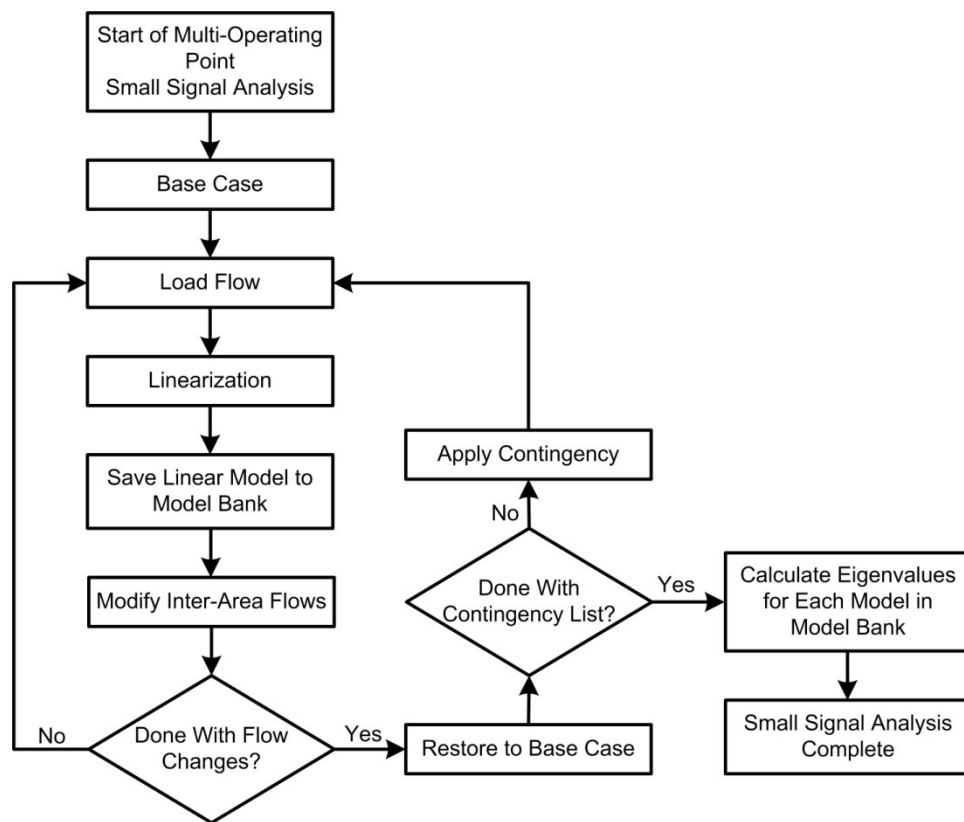 Start of Multi-Operating
Point
Small Signal Analysis
Base Case
Load Flow
Linearization
Save Linear Model to
Model Bank
Modify Inter-Area Flows
Done With Flow
Changes?
No
Yes
Restore to Base Case
Done With
Contingency List?
No
Apply Contingency
Yes
Calculate Eigenvalues
for Each Model in
Model Bank
Small Signal Analysis
Complete